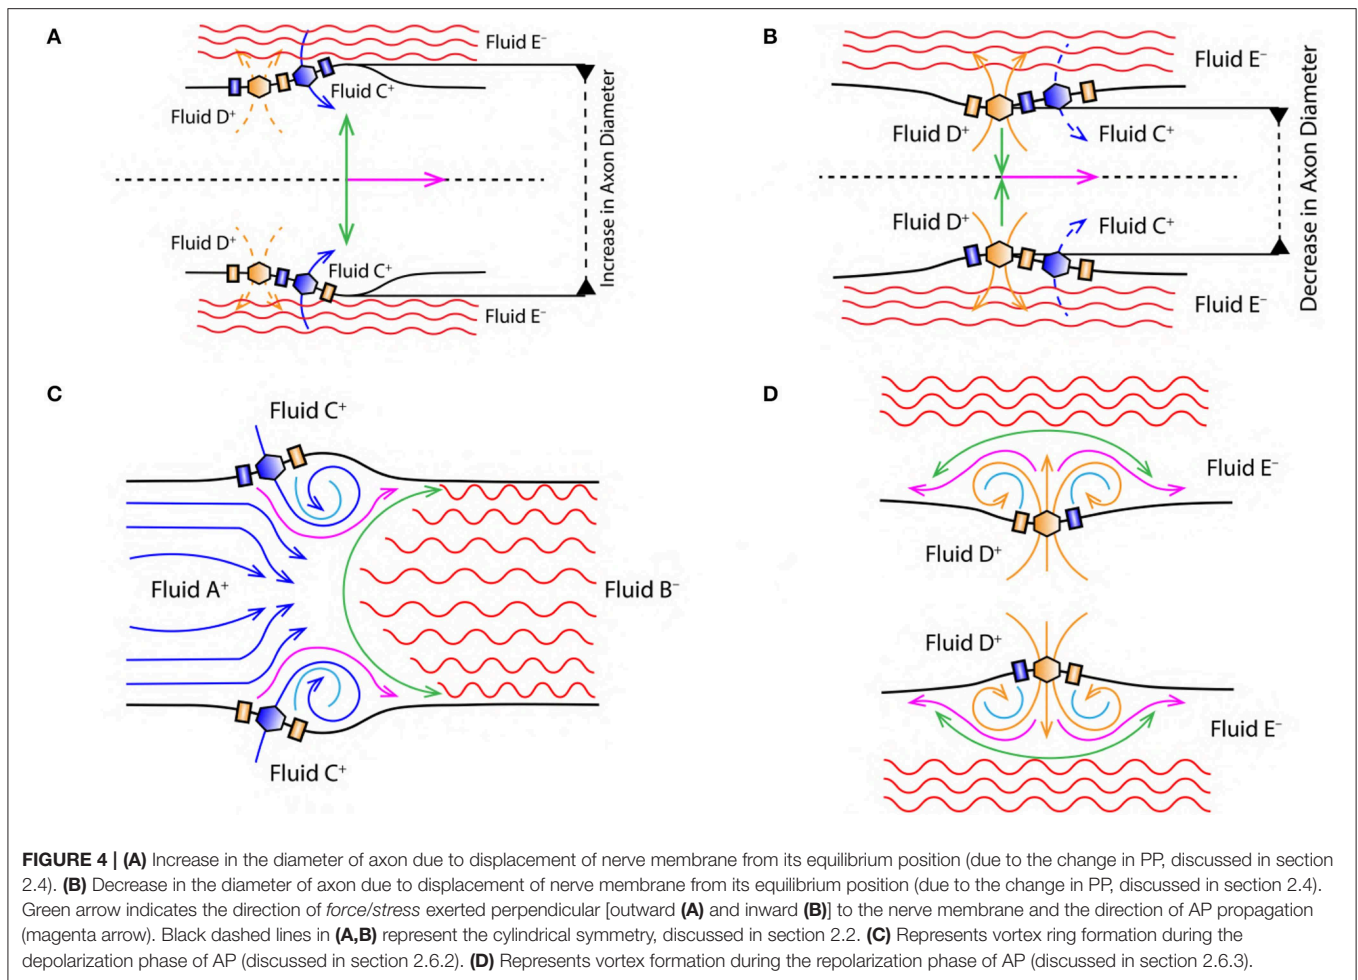 A
Fluid E⁻
Fluid C⁺
Fluid D⁺
Increase in Axon Diameter
Fluid D⁺
Fluid C⁺
Fluid E⁻
B
Fluid E⁻
Fluid D⁺
Fluid C⁺
Decrease in Axon Diameter
Fluid D⁺
Fluid C⁺
Fluid E⁻
C
Fluid C⁺
Fluid A⁺
Fluid B⁻
Fluid C⁺
D
Fluid E⁻
Fluid D⁺
Fluid D⁺
Fluid E⁻
FIGURE 4 | (A) Increase in the diameter of axon due to displacement of nerve membrane from its equilibrium position (due to the change in PP, discussed in section
2.4). (B) Decrease in the diameter of axon due to displacement of nerve membrane from its equilibrium position (due to the change in PP, discussed in section 2.4).
Green arrow indicates the direction of force/stress exerted perpendicular [outward (A) and inward (B)] to the nerve membrane and the direction of AP propagation
(magenta arrow). Black dashed lines in (A,B) represent the cylindrical symmetry, discussed in section 2.2. (C) Represents vortex ring formation during the
depolarization phase of AP (discussed in section 2.6.2). (D) Represents vortex formation during the repolarization phase of AP (discussed in section 2.6.3).